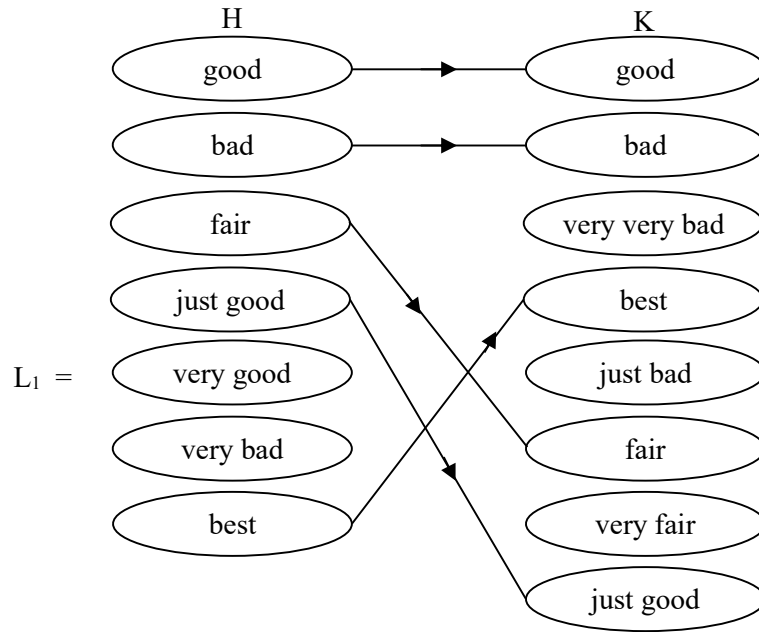 H K
good good
bad bad
fair very very bad
just good best
L₁ = very good just bad
very bad fair
best very fair
just good